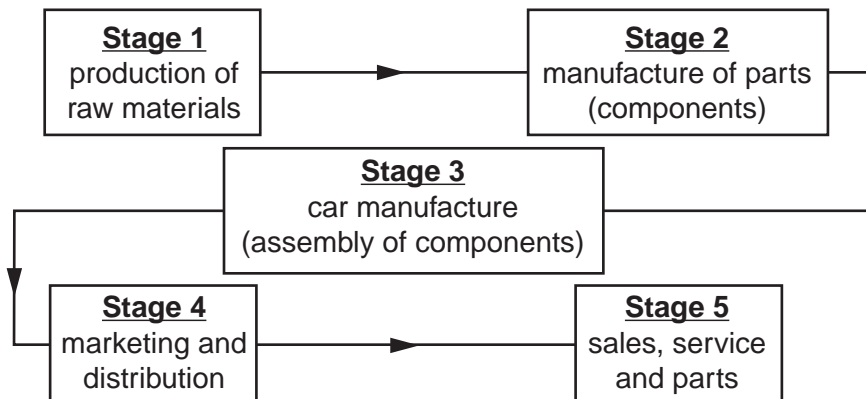 Stage 1
production of
raw materials
Stage 2
manufacture of parts
(components)
Stage 3
car manufacture
(assembly of components)
Stage 4
marketing and
distribution
Stage 5
sales, service
and parts